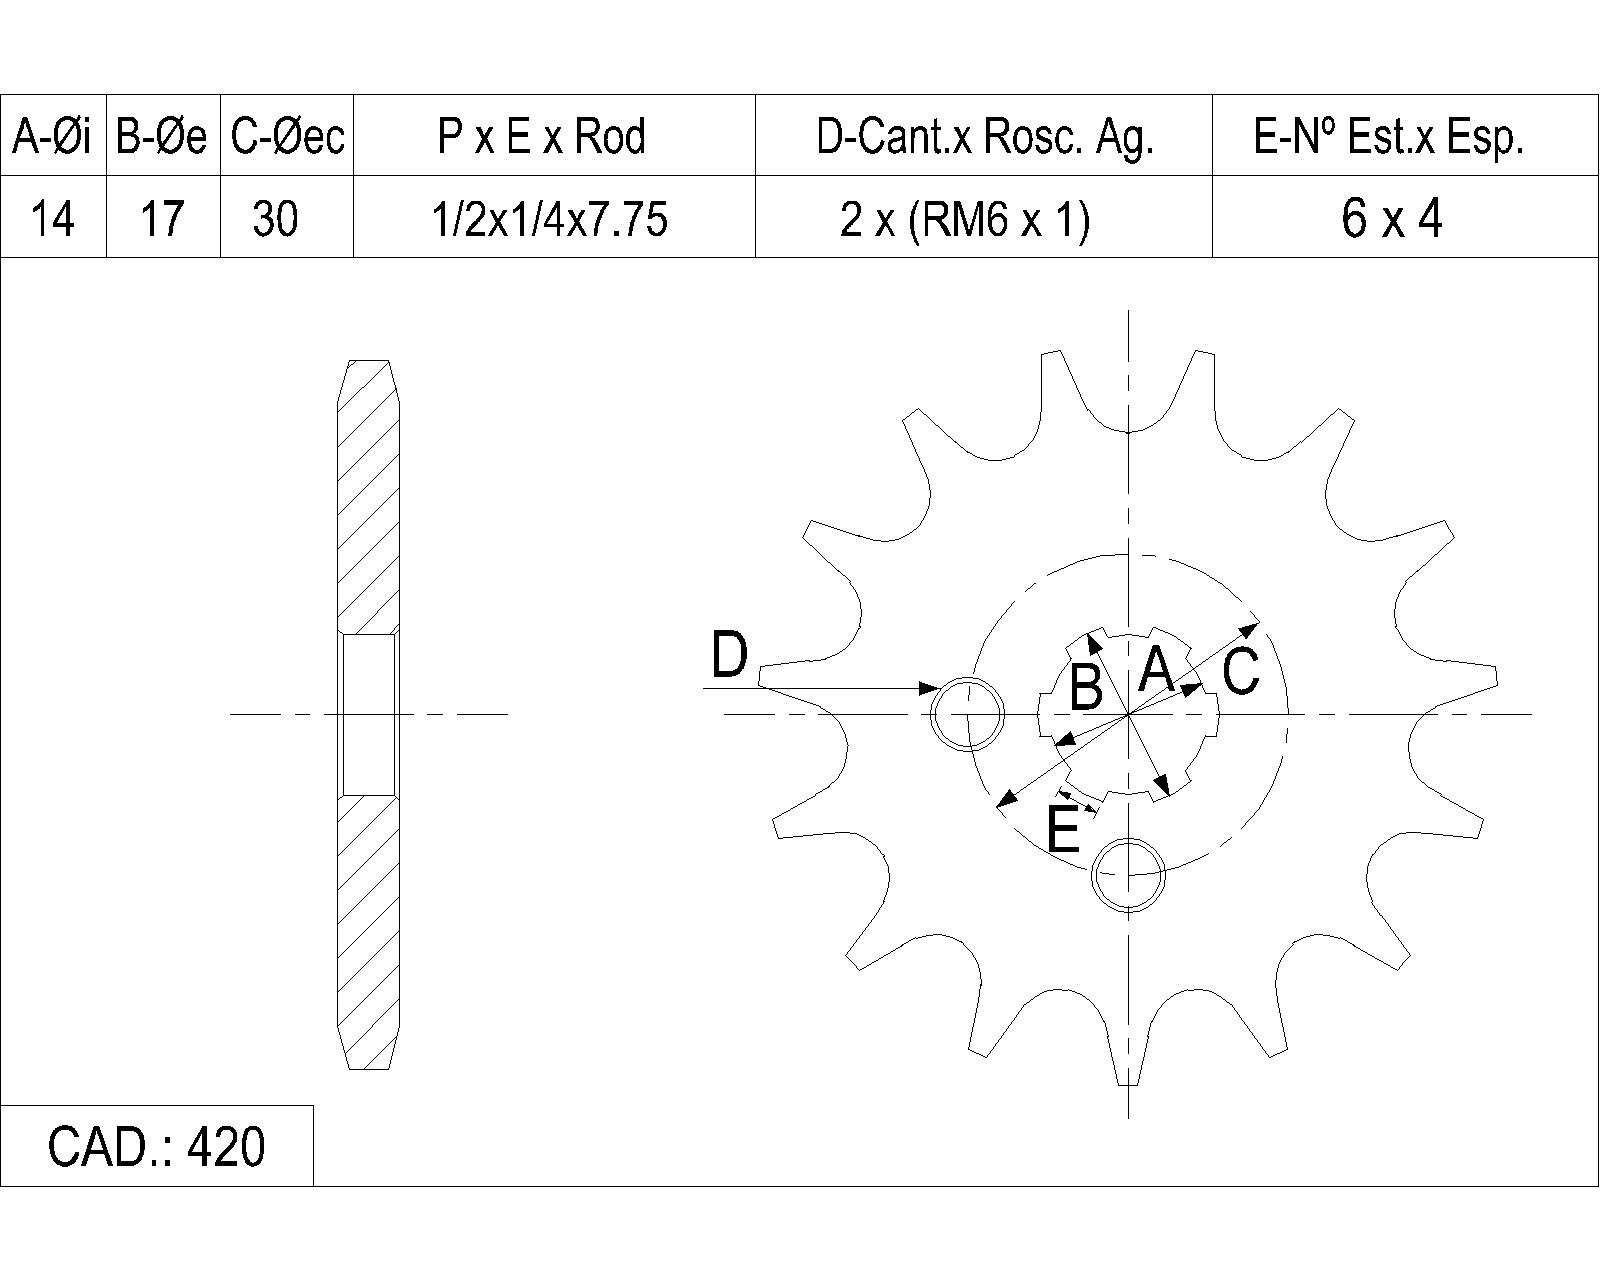 A-Øi B-Øe C-Øec P x E x Rod D-Cant.x Rosc. Ag. E-Nº Est.x Esp.
14 17 30 1/2x1/4x7.75 2 x (RM6 x 1) 6 x 4
D
B A C
E
CAD.: 420